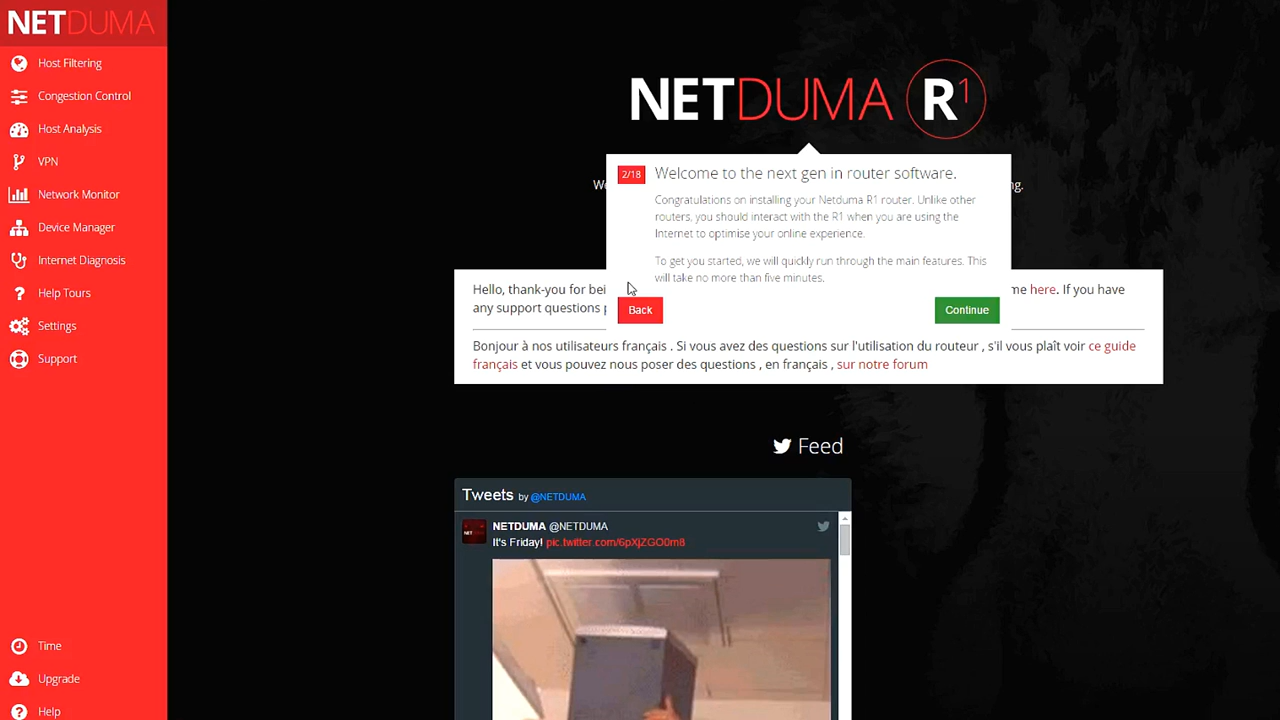 NETDUMA
Host Filtering
Congestion Control
Host Analysis
VPN
Network Monitor
Device Manager
Internet Diagnosis
Help Tours
Settings
Support
Time
Upgrade
Help
NETDUMA R1
2/18 Welcome to the next gen in router software.
Congratulations on installing your Netduma R1 router. Unlike other
routers, you should interact with the R1 when you are using the
Internet to optimise your online experience.
To get you started, we will quickly run through the main features. This
will take no more than five minutes.
Back Continue
Hello, thank-you for bei me here. If you have
any support questions
Bonjour à nos utilisateurs français . Si vous avez des questions sur l'utilisation du routeur , s'il vous plaît voir ce guide
français et vous pouvez nous poser des questions , en français , sur notre forum
Feed
Tweets by @NETDUMA
NETDUMA @NETDUMA
It's Friday! pic.twitter.com/6pXjZGO0m8